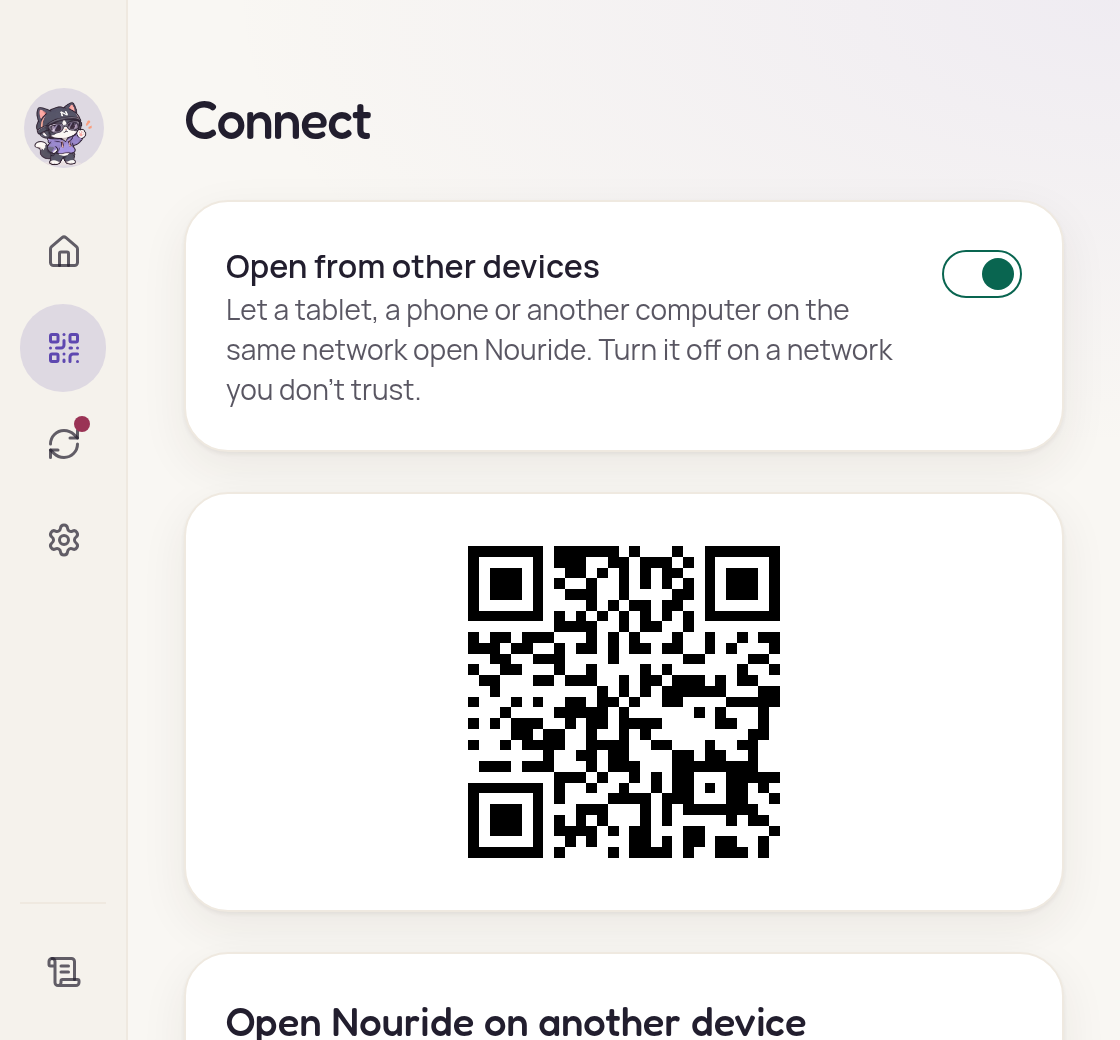 Connect
Open from other devices
Let a tablet, a phone or another computer on the
same network open Nouride. Turn it off on a network
you don’t trust.
Open Nouride on another device